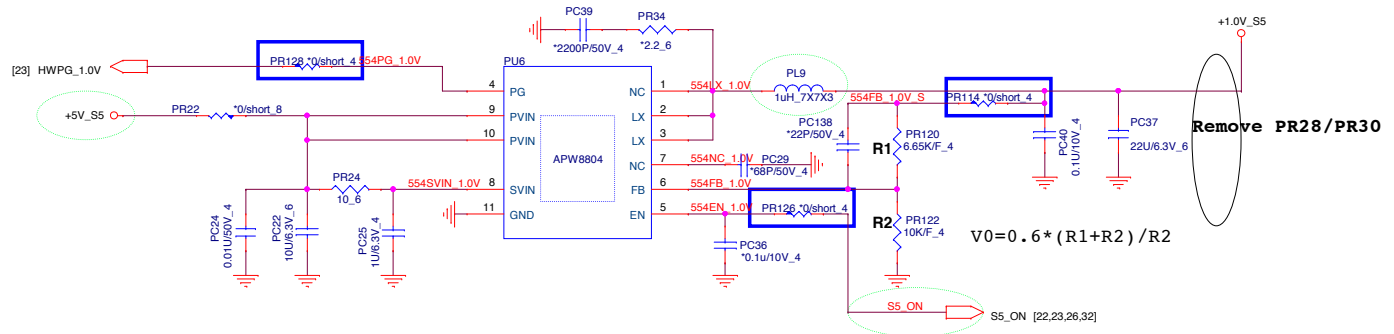 PC39
PR34
*2200P/50V_4
*2.2_6
+1.0V_S5
[23] HWPG_1.0V
PR128 *0/short_4
554PG_1.0V
PU6
4 PG
NC 1
554LX_1.0V
PL9
1uH_7X7X3
554FB_1.0V_S
PR114 *0/short_4
+5V_S5
PR22
*0/short_8
9 PVIN
LX 2
10 PVIN
LX 3
APW8804
PC138
*22P/50V_4
R1
PR120
6.65K/F_4
PC40
0.1U/10V_4
PC37
22U/6.3V_6
Remove PR28/PR30
NC 7
554NC_1.0V
PC29
*68P/50V_4
PR24
10_6
554SVIN_1.0V
8 SVIN
FB 6
554FB_1.0V
11 GND
EN 5
554EN_1.0V
PR126 *0/short_4
R2
PR122
10K/F_4
V0=0.6*(R1+R2)/R2
PC24
0.01U/50V_4
PC22
10U/6.3V_6
PC25
1U/6.3V_4
PC36
*0.1u/10V_4
S5_ON
S5_ON [22,23,26,32]